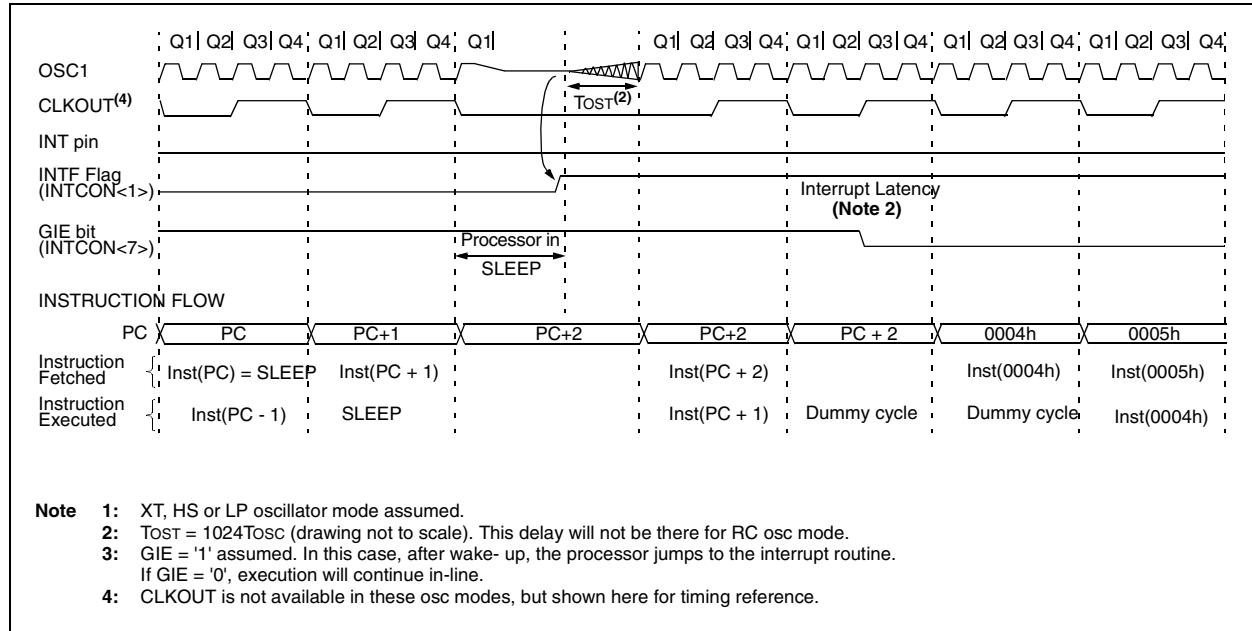 Q1 Q2 Q3 Q4 Q1 Q2 Q3 Q4 Q1 Q1 Q2 Q3 Q4 Q1 Q2 Q3 Q4 Q1 Q2 Q3 Q4 Q1 Q2 Q3 Q4
OSC1
TOST(2)
CLKOUT(4)
INT pin
INTF Flag
(INTCON<1>)
Interrupt Latency
(Note 2)
GIE bit
(INTCON<7>)
Processor in
SLEEP
INSTRUCTION FLOW
PC PC PC+1 PC+2 PC+2 PC + 2 0004h 0005h
Instruction
Fetched
Inst(PC) = SLEEP Inst(PC + 1) Inst(PC + 2) Inst(0004h) Inst(0005h)
Instruction
Executed
Inst(PC - 1) SLEEP Inst(PC + 1) Dummy cycle Dummy cycle Inst(0004h)
Note 1: XT, HS or LP oscillator mode assumed.
2: TOST = 1024TOSC (drawing not to scale). This delay will not be there for RC osc mode.
3: GIE = '1' assumed. In this case, after wake- up, the processor jumps to the interrupt routine.
If GIE = '0', execution will continue in-line.
4: CLKOUT is not available in these osc modes, but shown here for timing reference.